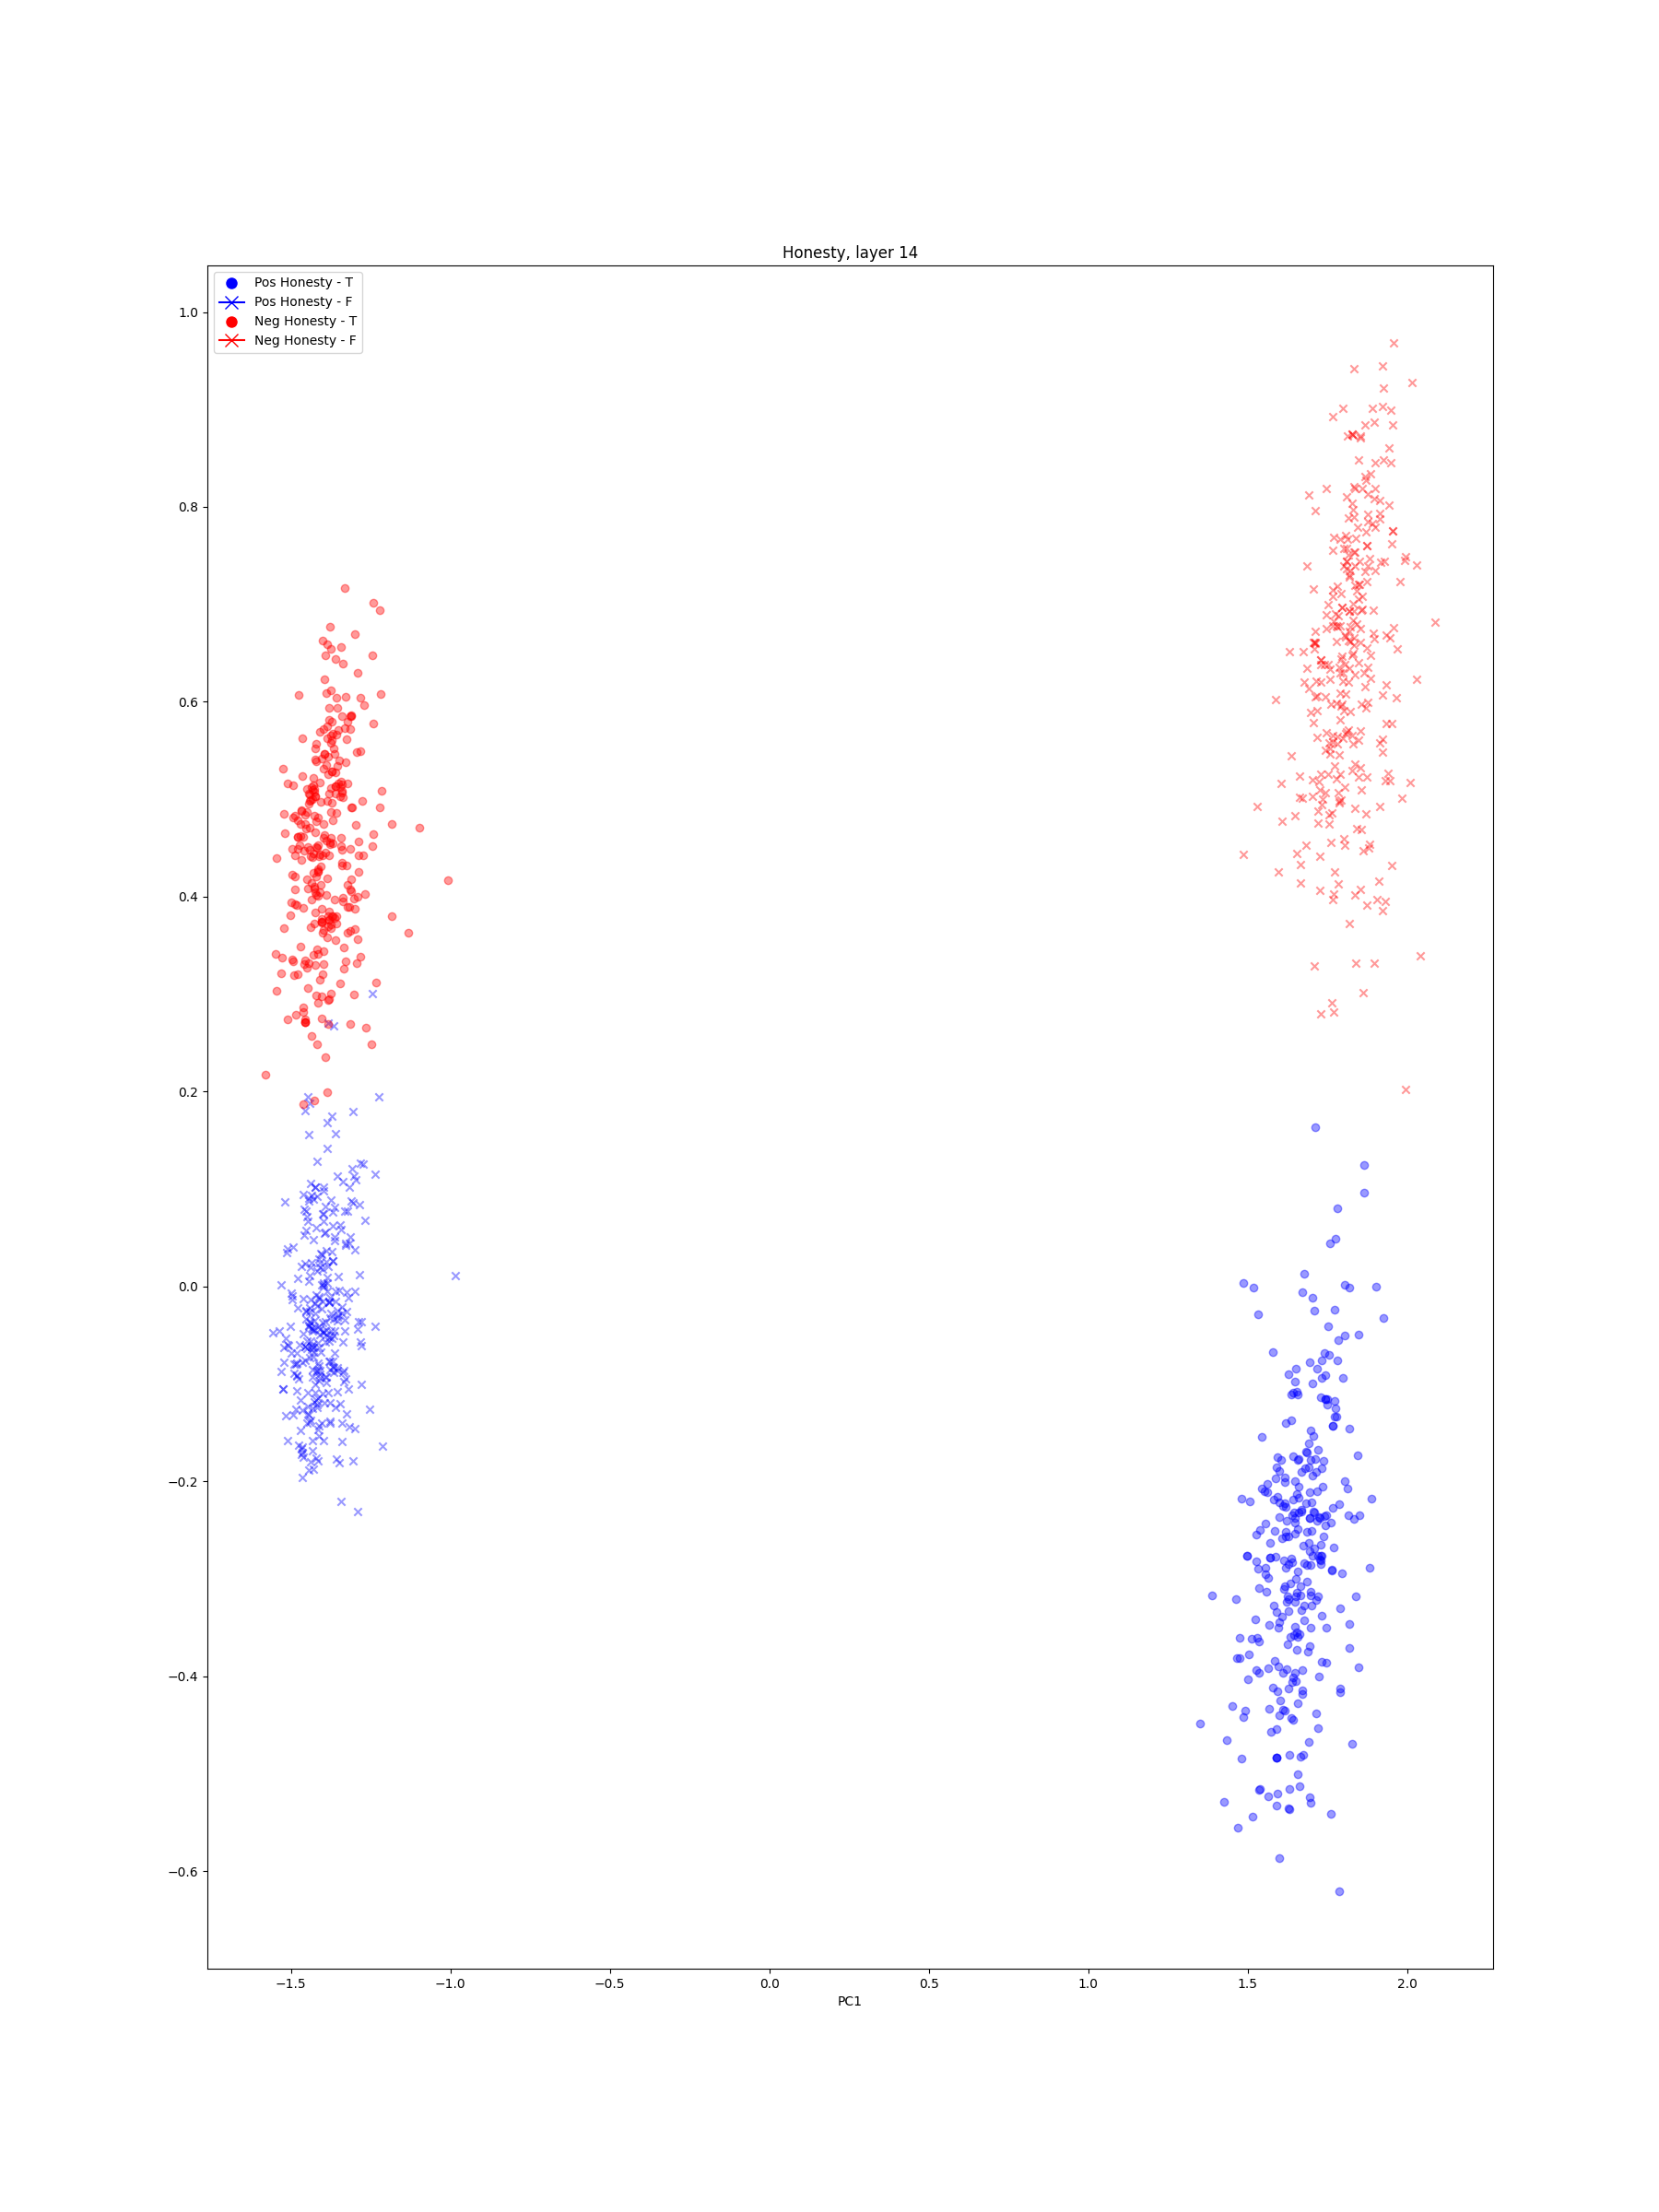 Honesty, layer 14
Pos Honesty - T
Pos Honesty - F
Neg Honesty - T
Neg Honesty - F
1.0
0.8
0.6
0.4
0.2
0.0
−0.2
−0.4
−0.6
−1.5
−1.0
−0.5
0.0
0.5
1.0
1.5
2.0
PC1